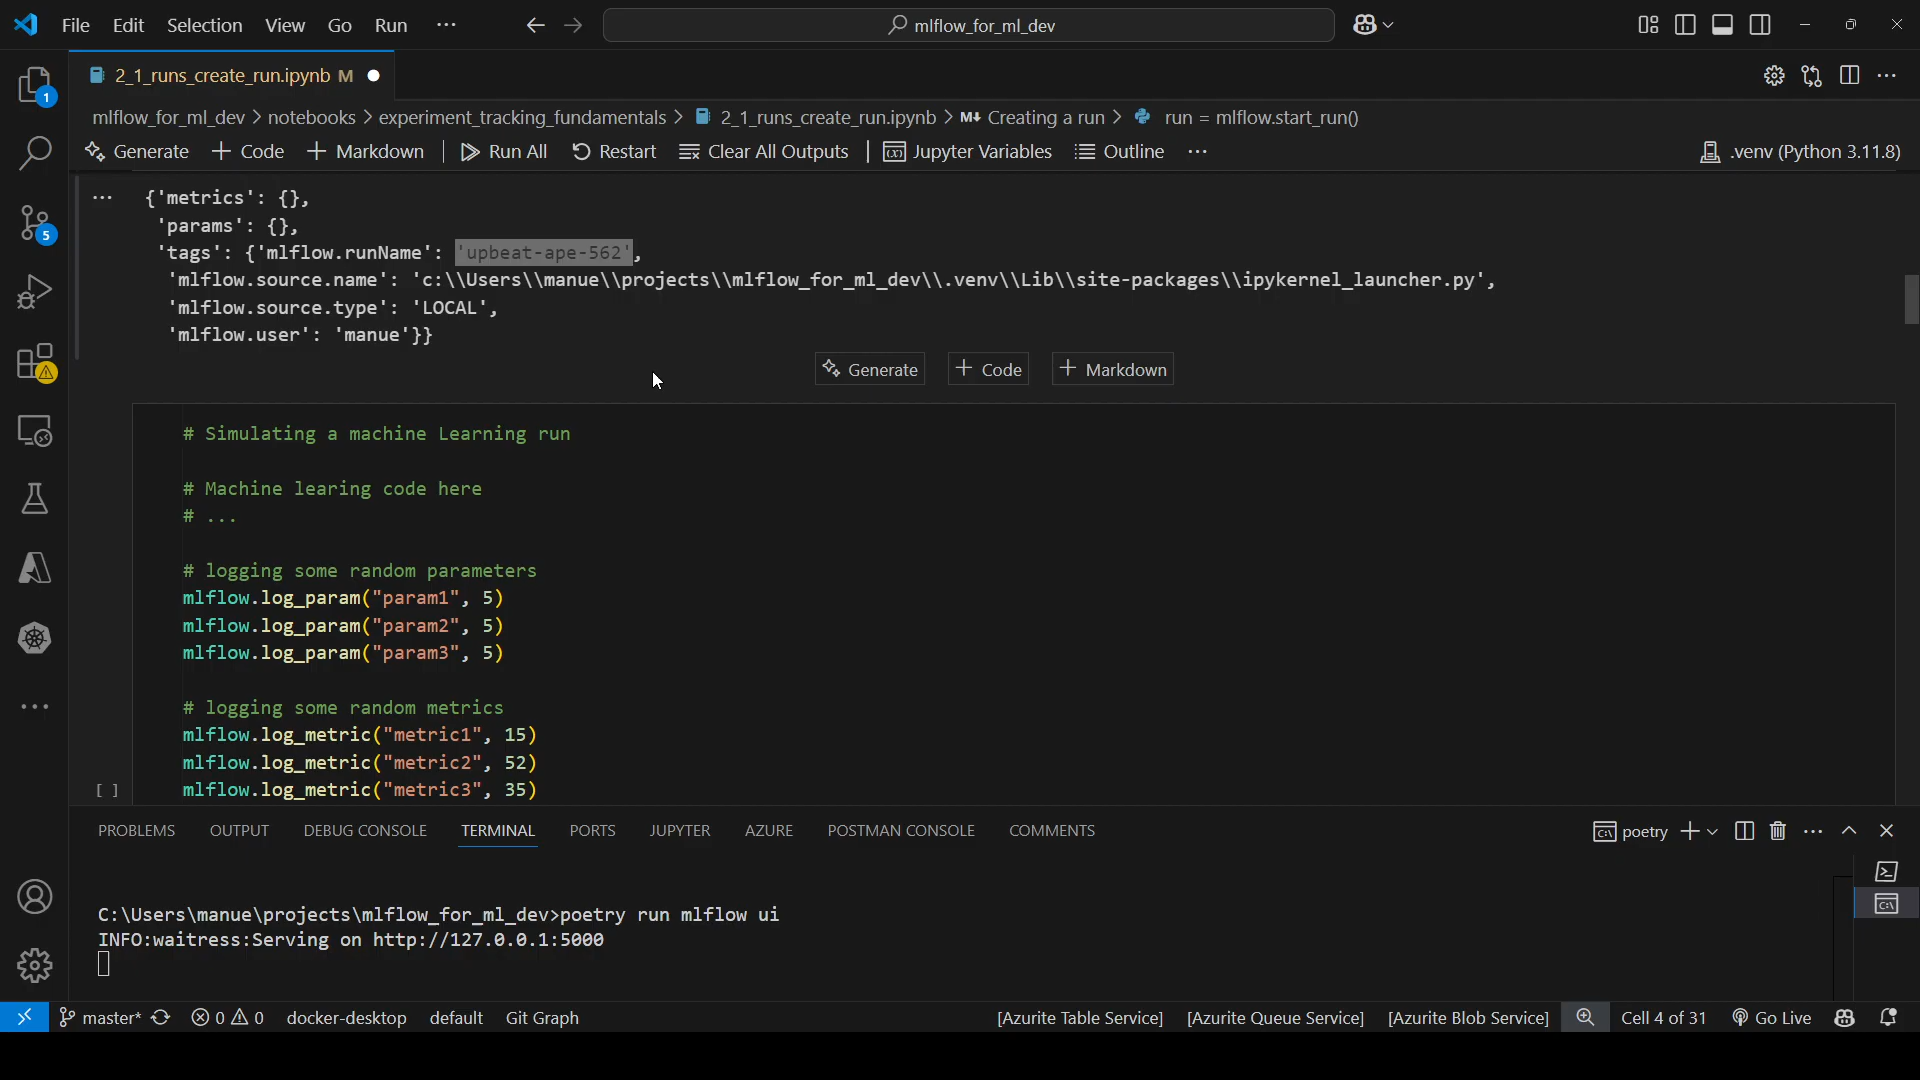 File Edit Selection View Go Run ··· mlflow_for_ml_dev
2_1_runs_create_run.ipynb M
mlflow_for_ml_dev > notebooks > experiment_tracking_fundamentals > 2_1_runs_create_run.ipynb > M↓ Creating a run > run = mlflow.start_run()
Generate + Code + Markdown Run All Restart Clear All Outputs Jupyter Variables Outline ··· .venv (Python 3.11.8)
··· {'metrics': {},
'params': {},
'tags': {'mlflow.runName': 'upbeat-ape-562',
'mlflow.source.name': 'c:\\Users\\manue\\projects\\mlflow_for_ml_dev\\.venv\\Lib\\site-packages\\ipykernel_launcher.py',
'mlflow.source.type': 'LOCAL',
'mlflow.user': 'manue'}}
Generate + Code + Markdown
# Simulating a machine Learning run
# Machine learing code here
# ...
# logging some random parameters
mlflow.log_param("param1", 5)
mlflow.log_param("param2", 5)
mlflow.log_param("param3", 5)
# logging some random metrics
mlflow.log_metric("metric1", 15)
mlflow.log_metric("metric2", 52)
[ ] mlflow.log_metric("metric3", 35)
1
5
PROBLEMS OUTPUT DEBUG CONSOLE TERMINAL PORTS JUPYTER AZURE POSTMAN CONSOLE COMMENTS poetry
C:\Users\manue\projects\mlflow_for_ml_dev>poetry run mlflow ui
INFO:waitress:Serving on http://127.0.0.1:5000
master* 0 0 docker-desktop default Git Graph [Azurite Table Service] [Azurite Queue Service] [Azurite Blob Service] Cell 4 of 31 Go Live